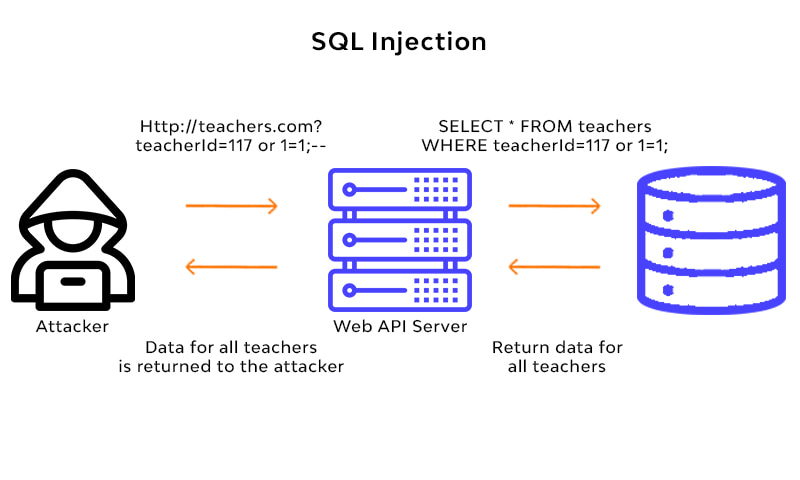 SQL Injection
Http://teachers.com?
teacherId=117 or 1=1;--
SELECT * FROM teachers
WHERE teacherId=117 or 1=1;
Attacker
Web API Server
Data for all teachers
is returned to the attacker
Return data for
all teachers